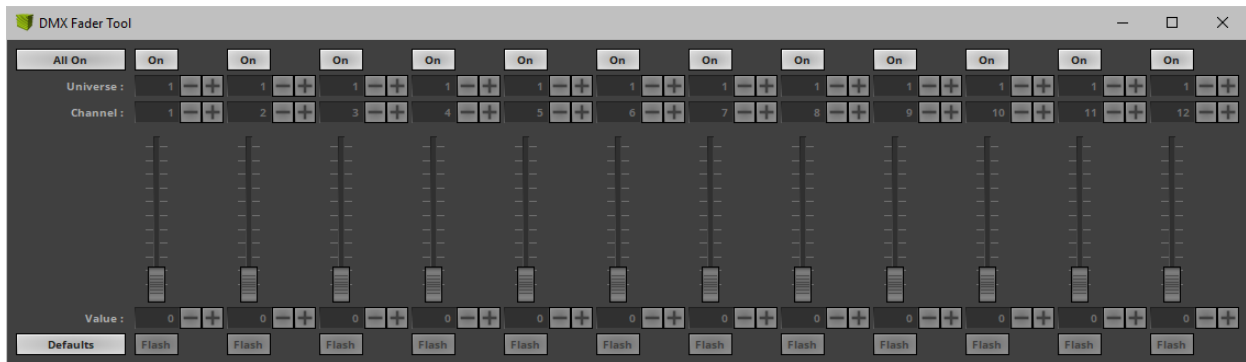 DMX Fader Tool
All On On On On On On On On On On On On On
Universe : 1 1 1 1 1 1 1 1 1 1 1 1
Channel : 1 2 3 4 5 6 7 8 9 10 11 12
Value : 0 0 0 0 0 0 0 0 0 0 0 0
Defaults Flash Flash Flash Flash Flash Flash Flash Flash Flash Flash Flash Flash